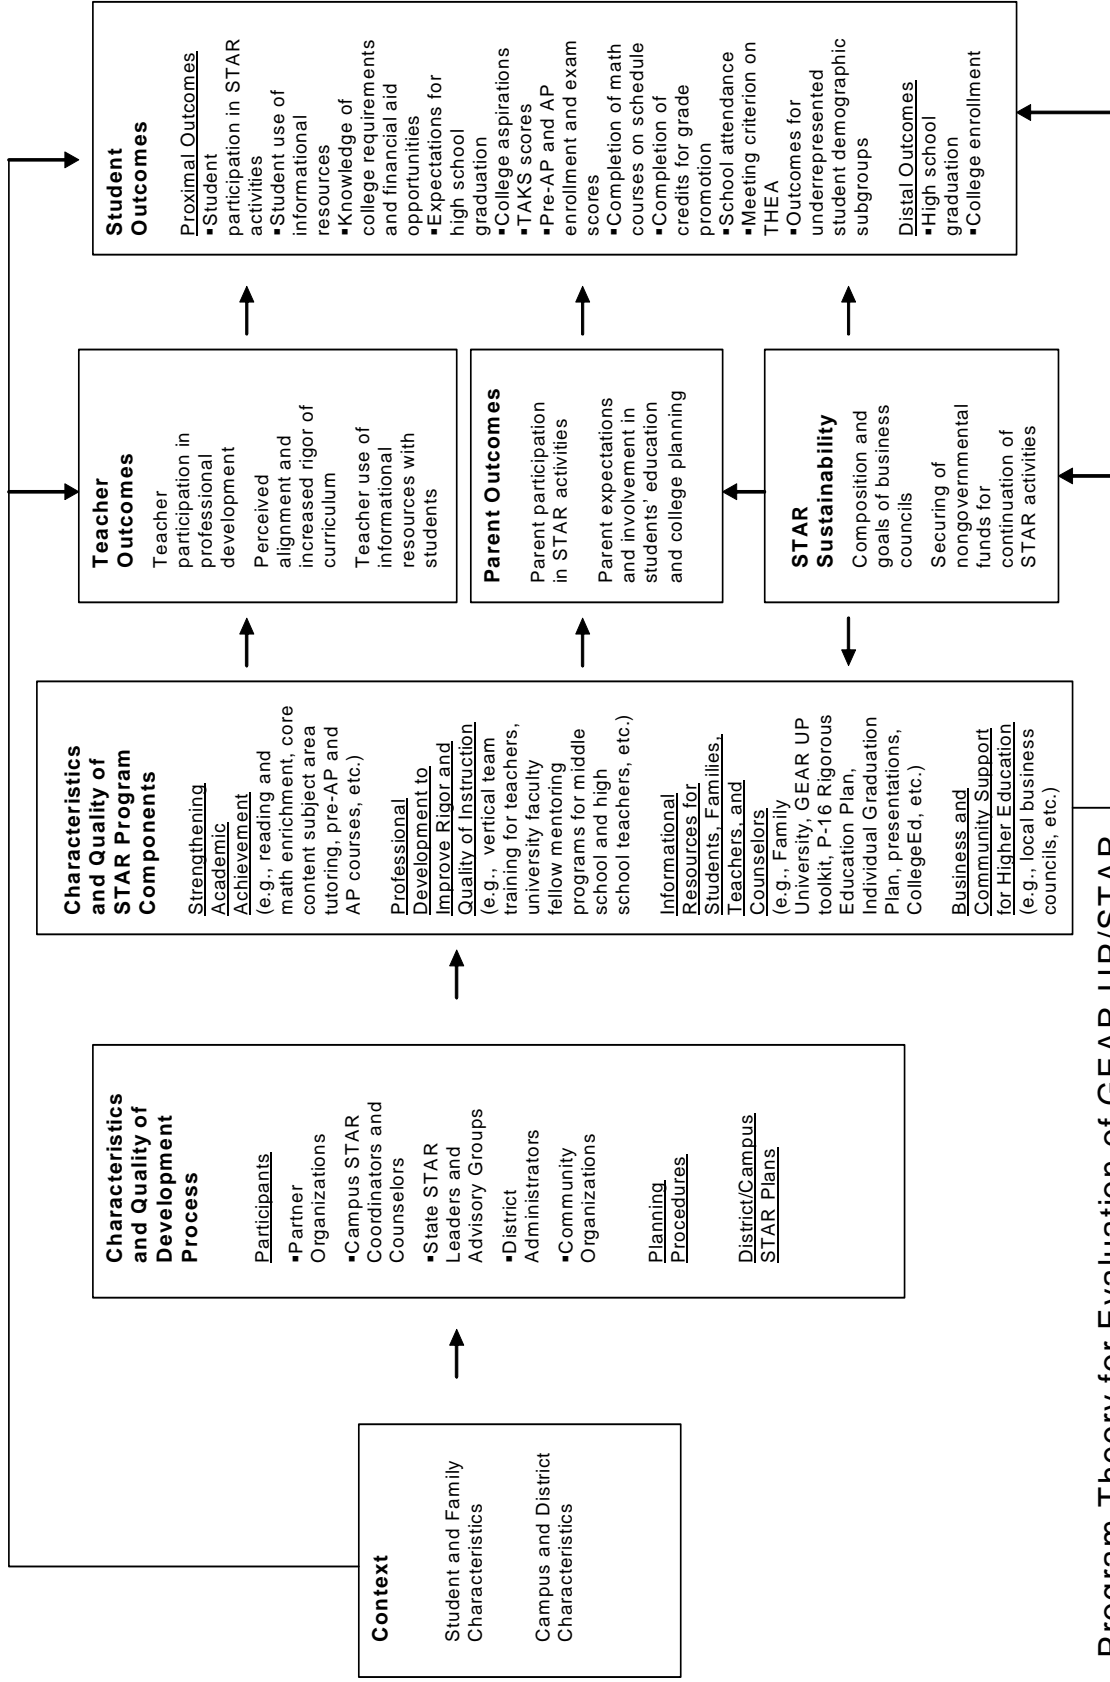 Context
Student and Family
Characteristics
Campus and District
Characteristics
Characteristics
and Quality of
Development
Process
Participants
▪Partner
Organizations
▪Campus STAR
Coordinators and
Counselors
▪State STAR
Leaders and
Advisory Groups
▪District
Administrators
▪Community
Organizations
Planning
Procedures
District/Campus
STAR Plans
Characteristics
and Quality of
STAR Program
Components
Strengthening
Academic
Achievement
(e.g., reading and
math enrichment, core
content subject area
tutoring, pre-AP and
AP courses, etc.)
Professional
Development to
Improve Rigor and
Quality of Instruction
(e.g., vertical team
training for teachers,
university faculty
fellow mentoring
programs for middle
school and high
school teachers, etc.)
Informational
Resources for
Students, Families,
Teachers, and
Counselors
(e.g., Family
University, GEAR UP
toolkit, P-16 Rigorous
Education Plan,
Individual Graduation
Plan, presentations,
CollegeEd, etc.)
Business and
Community Support
for Higher Education
(e.g., local business
councils, etc.)
Teacher
Outcomes
Teacher
participation in
professional
development
Perceived
alignment and
increased rigor of
curriculum
Teacher use of
informational
resources with
students
Parent Outcomes
Parent participation
in STAR activities
Parent expectations
and involvement in
students' education
and college planning
STAR
Sustainability
Composition and
goals of business
councils
Securing of
nongovernmental
funds for
continuation of
STAR activities
Student
Outcomes
Proximal Outcomes
▪Student
participation in STAR
activities
▪Student use of
informational
resources
▪Knowledge of
college requirements
and financial aid
opportunities
▪Expectations for
high school
graduation
▪College aspirations
▪TAKS scores
▪Pre-AP and AP
enrollment and exam
scores
▪Completion of math
courses on schedule
▪Completion of
credits for grade
promotion
▪School attendance
▪Meeting criterion on
THEA
▪Outcomes for
underrepresented
student demographic
subgroups
Distal Outcomes
▪High school
graduation
▪College enrollment
Program Theory for Evaluation of GEAR UP/STAR